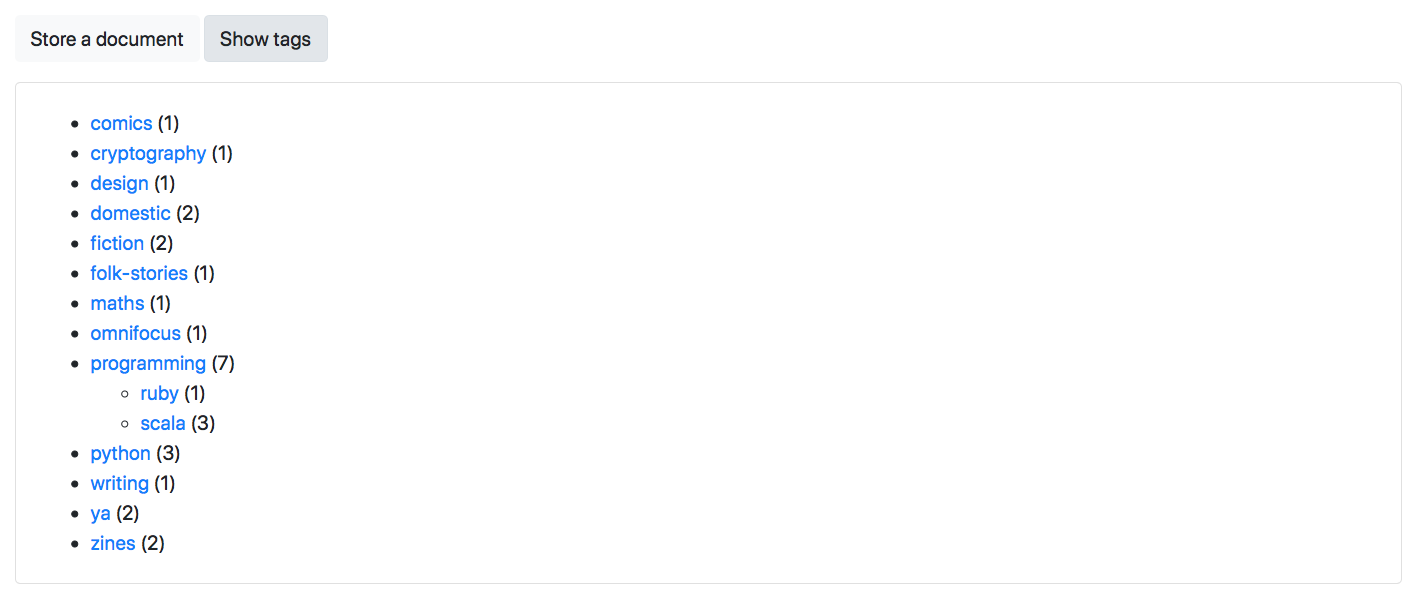 Store a document Show tags
comics (1)
cryptography (1)
design (1)
domestic (2)
fiction (2)
folk-stories (1)
maths (1)
omnifocus (1)
programming (7)
ruby (1)
scala (3)
python (3)
writing (1)
ya (2)
zines (2)